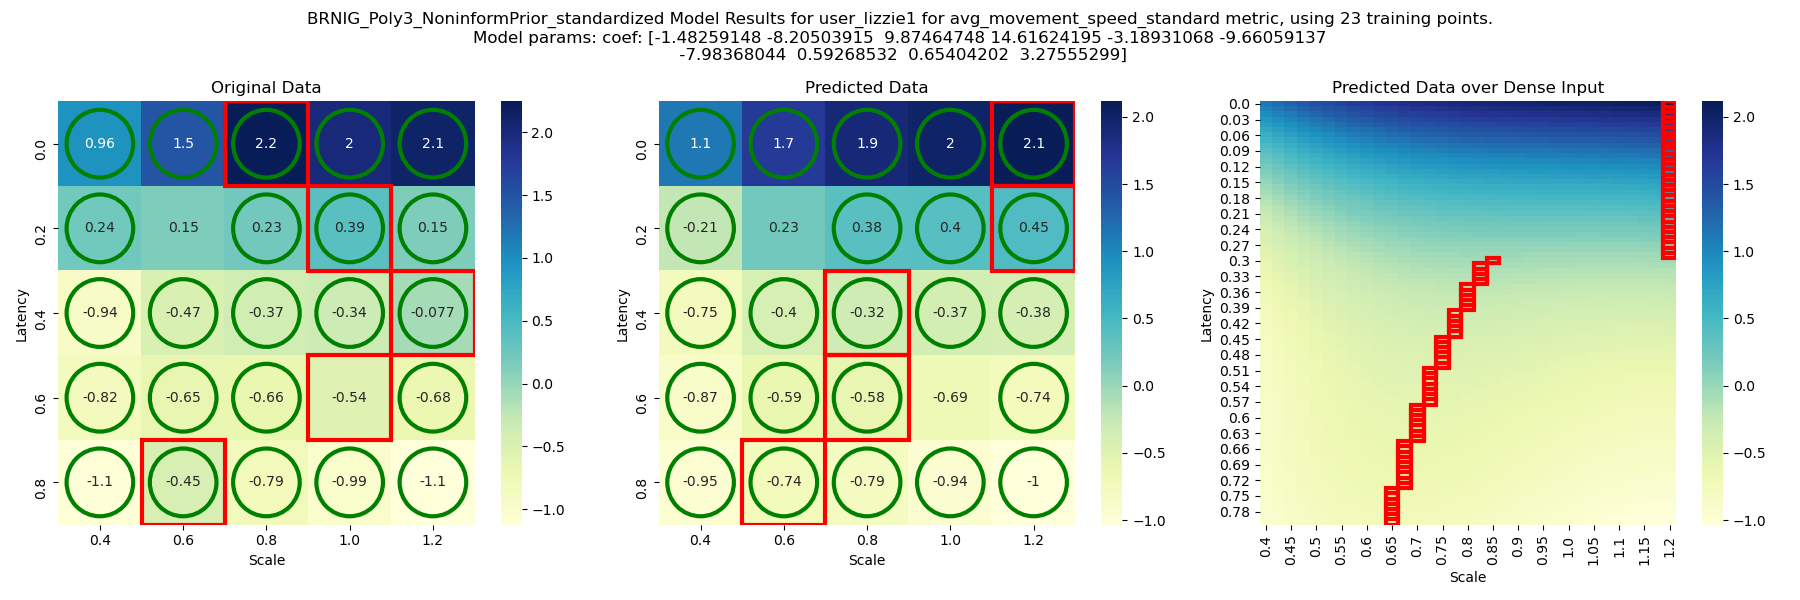 BRNIG_Poly3_NoninformPrior_standardized Model Results for user_lizzie1 for avg_movement_speed_standard metric, using 23 training points.
Model params: coef: [-1.48259148 -8.20503915  9.87464748 14.61624195 -3.18931068 -9.66059137
-7.98368044  0.59268532  0.65404202  3.27555299]
Original Data
0.0 0.96 1.5 2.2 2 2.1
0.2 0.24 0.15 0.23 0.39 0.15
0.4 -0.94 -0.47 -0.37 -0.34 -0.077
0.6 -0.82 -0.65 -0.66 -0.54 -0.68
0.8 -1.1 -0.45 -0.79 -0.99 -1.1
0.4 0.6 0.8 1.0 1.2
Latency
Scale
2.0
1.5
1.0
0.5
0.0
−0.5
−1.0
Predicted Data
0.0 1.1 1.7 1.9 2 2.1
0.2 -0.21 0.23 0.38 0.4 0.45
0.4 -0.75 -0.4 -0.32 -0.37 -0.38
0.6 -0.87 -0.59 -0.58 -0.69 -0.74
0.8 -0.95 -0.74 -0.79 -0.94 -1
0.4 0.6 0.8 1.0 1.2
Latency
Scale
2.0
1.5
1.0
0.5
0.0
−0.5
−1.0
Predicted Data over Dense Input
0.0
0.03
0.06
0.09
0.12
0.15
0.18
0.21
0.24
0.27
0.3
0.33
0.36
0.39
0.42
0.45
0.48
0.51
0.54
0.57
0.6
0.63
0.66
0.69
0.72
0.75
0.78
0.4 0.45 0.5 0.55 0.6 0.65 0.7 0.75 0.8 0.85 0.9 0.95 1.0 1.05 1.1 1.15 1.2
Latency
Scale
2.0
1.5
1.0
0.5
0.0
−0.5
−1.0